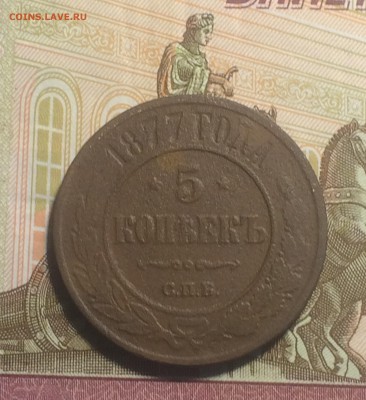 COINS.LAVE.RU
1877 ГОДА.
5
КОПѢЕКЪ
С.П.Б.